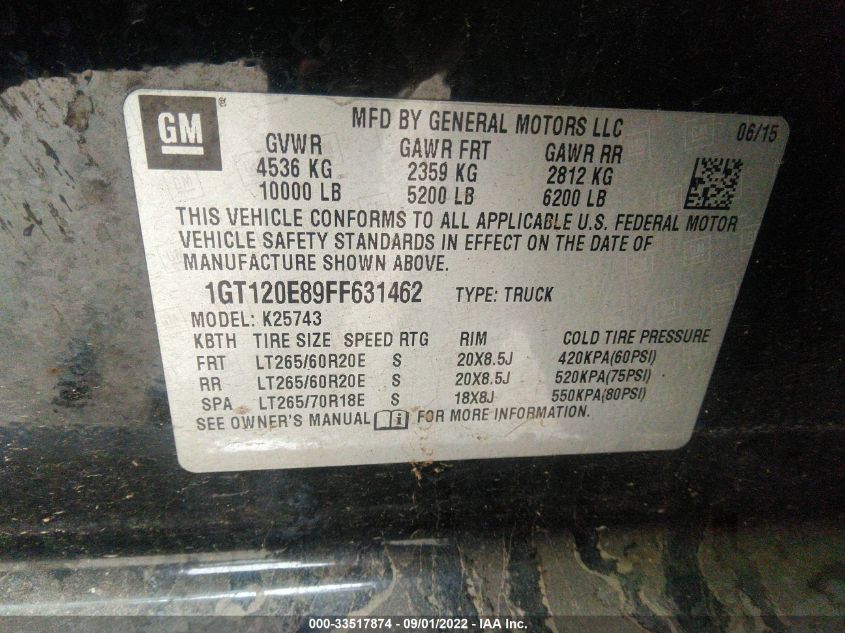 GM ® MFD BY GENERAL MOTORS LLC 06/15
GVWR GAWR FRT GAWR RR
4536 KG 2359 KG 2812 KG
10000 LB 5200 LB 6200 LB
THIS VEHICLE CONFORMS TO ALL APPLICABLE U.S. FEDERAL MOTOR
VEHICLE SAFETY STANDARDS IN EFFECT ON THE DATE OF
MANUFACTURE SHOWN ABOVE.
1GT120E89FF631462 TYPE: TRUCK
MODEL: K25743
KBTH TIRE SIZE SPEED RTG RIM COLD TIRE PRESSURE
FRT LT265/60R20E S 20X8.5J 420KPA(60PSI)
RR LT265/60R20E S 20X8.5J 520KPA(75PSI)
SPA LT265/70R18E S 18X8J 550KPA(80PSI)
SEE OWNER'S MANUAL i FOR MORE INFORMATION.
000-33517874 - 09/01/2022 - IAA Inc.